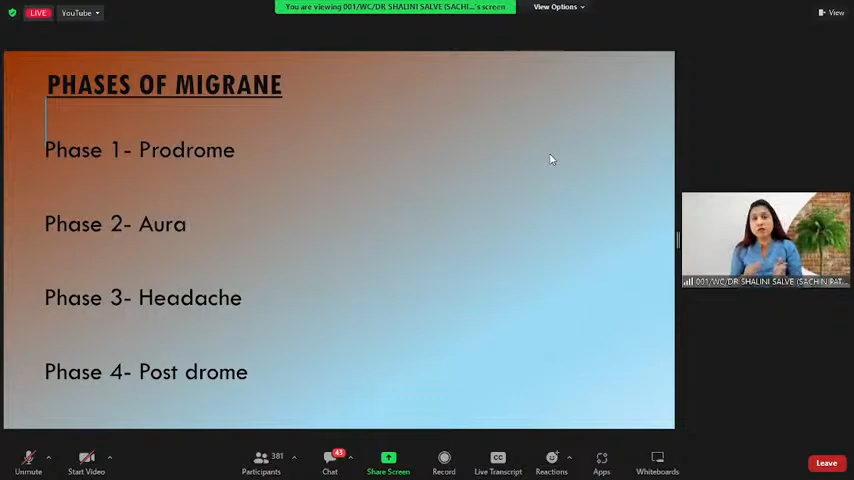 LIVE
YouTube
You are viewing 001/WC/DR SHALINI SALVE (SACHI...'s screen
View Options
View
PHASES OF MIGRANE
Phase 1- Prodrome
Phase 2- Aura
Phase 3- Headache
Phase 4- Post drome
001/WC/DR SHALINI SALVE (SACHIN PAT...
Unmute
Start Video
Participants
381
Chat
43
Share Screen
Record
CC
Live Transcript
Reactions
Apps
Whiteboards
Leave